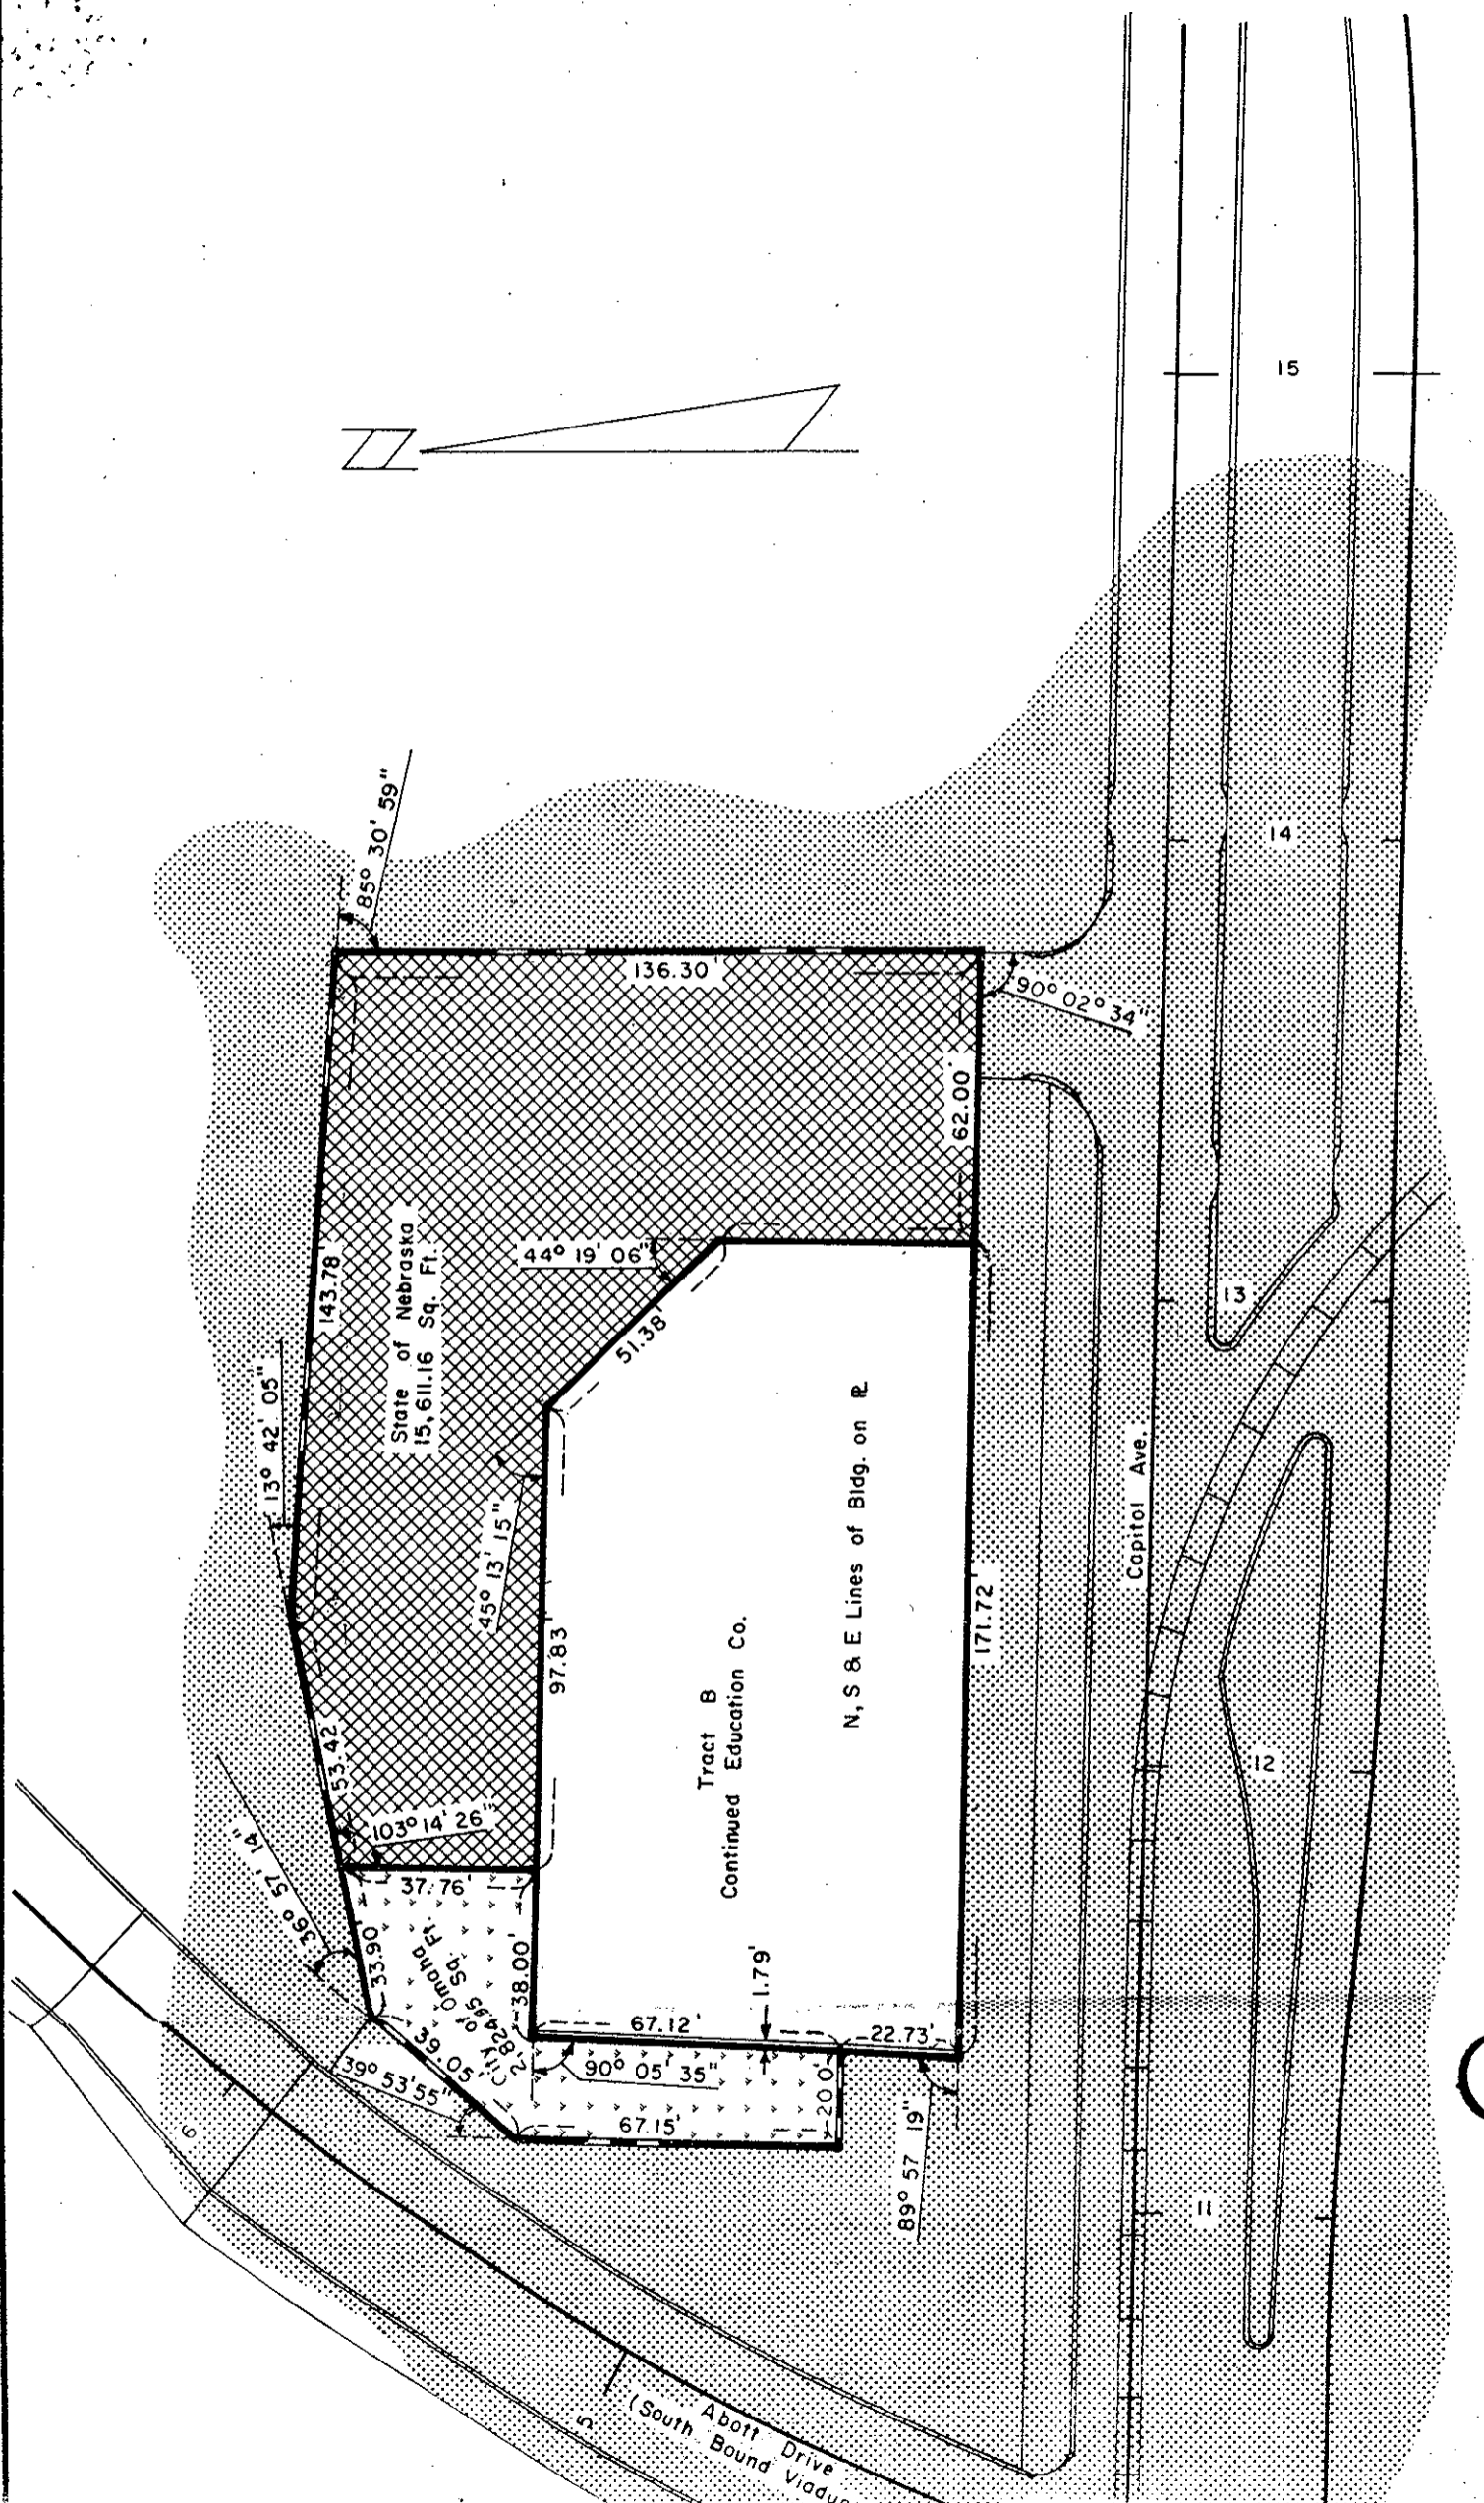 N
15
14
13
12
11
6
5
85° 30' 59"
136.30'
90° 02° 34"
62.00'
143.78'
State of Nebraska
15,611.16 Sq. Ft.
44° 19' 06"
51.38'
13° 42' 05"
45° 13' 15"
97.83'
53.42'
103° 14' 26"
37.76'
36° 57' 14"
33.90'
City of Omaha
2,824.95 Sq. Ft.
38.00'
50.63'
39° 53' 55"
67.12'
1.79'
22.73'
90° 05' 35"
67.15'
20.0'
89° 57' 19"
171.72'
Tract B
Continued Education Co.
N, S & E Lines of Bldg. on ℄
Capitol Ave.
Abott Drive
(South Bound